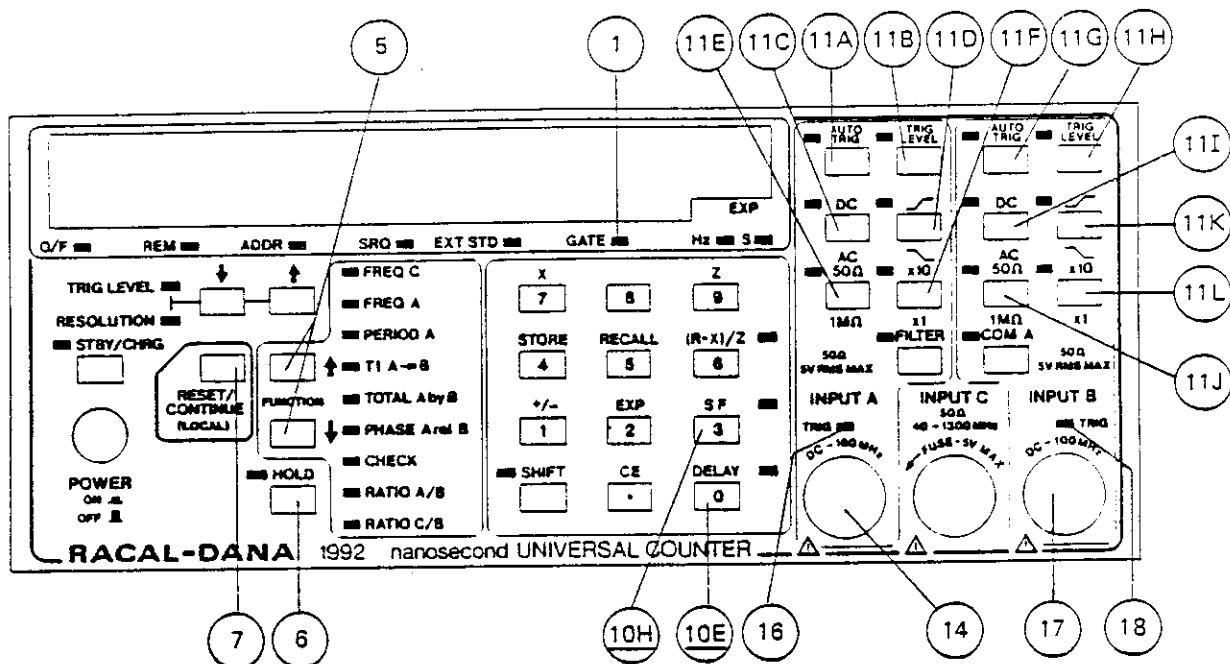 5 1 11E 11C 11A 11B 11D 11F 11G 11H
AUTO TRIG TRIG LEVEL AUTO TRIG TRIG LEVEL
11I
DC DC
EXP
11K
O/F REM ADDR SRQ EXT STD GATE Hz S
AC 50Ω x10 AC 50Ω x10
11L
1MΩ x1 1MΩ x1
FILTER COM A
11J
50Ω 5V RMS MAX 50Ω 5V RMS MAX
TRIG LEVEL
RESOLUTION
STBY/CHRG
RESET/
CONTINUE
(LOCAL)
FUNCTION
POWER
ON
OFF
HOLD
FREQ C
FREQ A
PERIOD A
T1 A→B
TOTAL A by B
PHASE A rel B
CHECK
RATIO A/B
RATIO C/B
X Z
7 8 9
STORE RECALL (R-X)/Z
4 5 6
+/- EXP SF
1 2 3
SHIFT CE DELAY
. 0
INPUT A INPUT C INPUT B
50Ω
40-1300MHz
TRIG FUSE-5V MAX TRIG
DC-100MHz DC-100MHz
RACAL-DANA 1992 nanosecond UNIVERSAL COUNTER
7 6 10H 10E 16 14 17 18